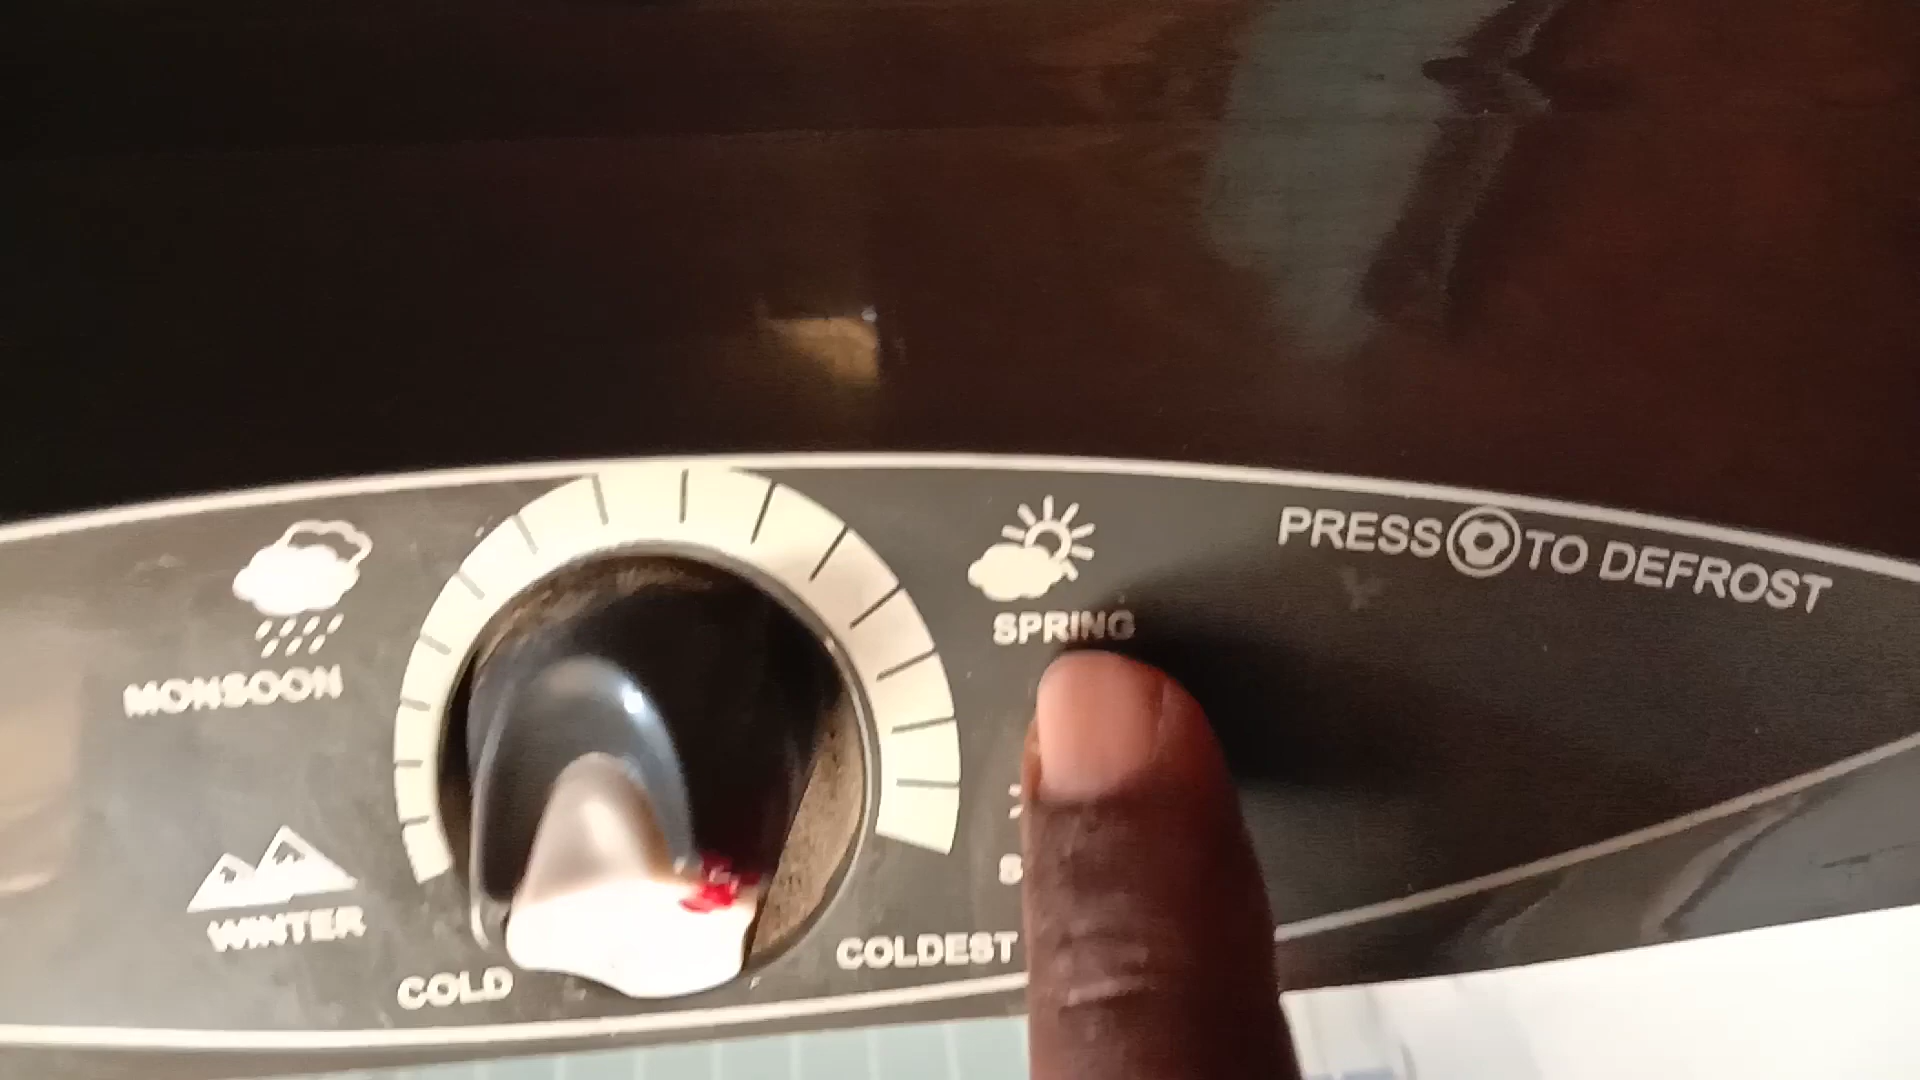 PRESS TO DEFROST
SPRING
MONSOON
WINTER
COLD
COLDEST